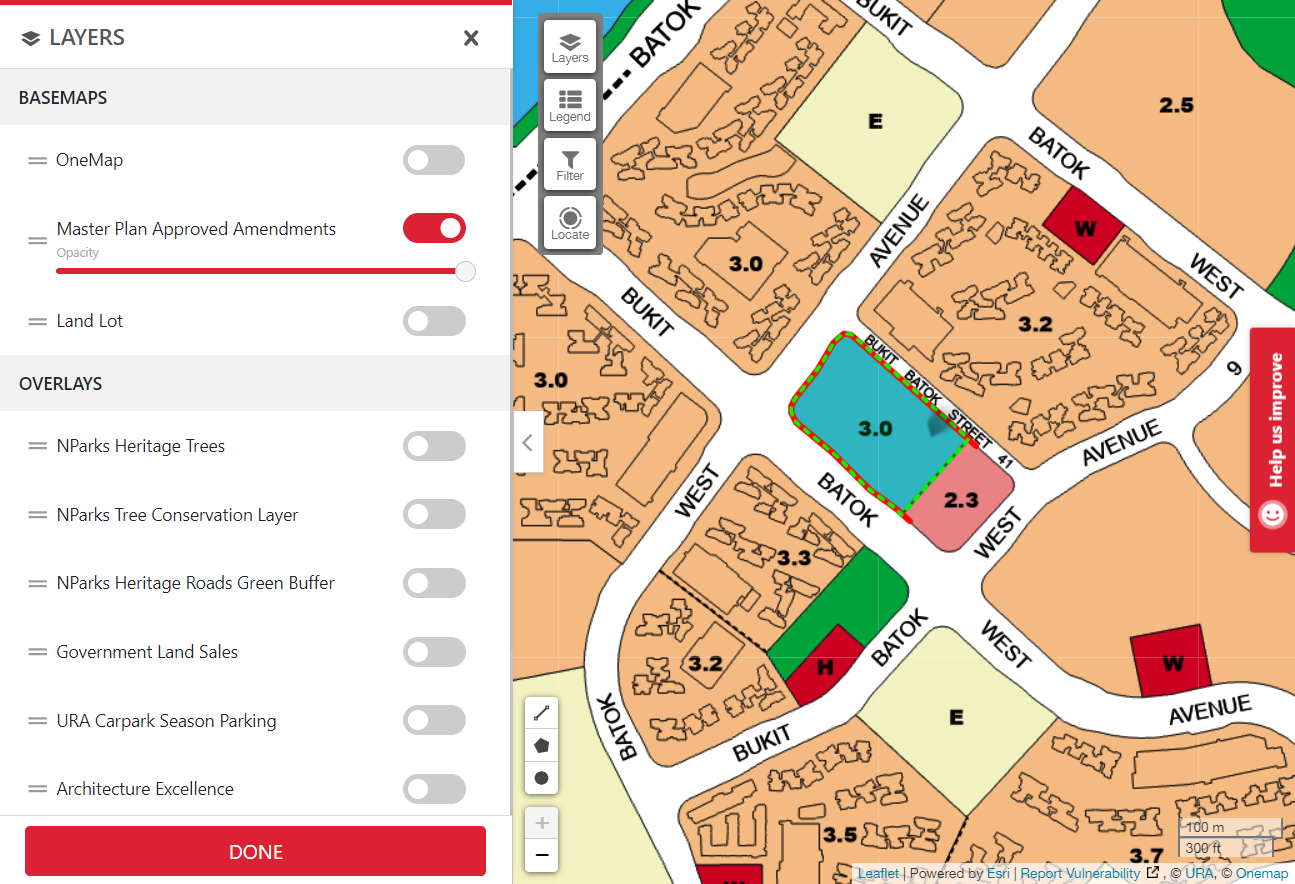 LAYERS
BASEMAPS
OneMap
Master Plan Approved Amendments
Opacity
Land Lot
OVERLAYS
NParks Heritage Trees
NParks Tree Conservation Layer
NParks Heritage Roads Green Buffer
Government Land Sales
URA Carpark Season Parking
Architecture Excellence
DONE
Layers
Legend
Filter
Locate
BATOK
BUKIT
E
2.5
BATOK
W
WEST
AVENUE
3.0
BUKIT
3.2
9
3.0
BUKIT BATOK STREET 41
3.0
AVENUE
2.3
WEST
BATOK
WEST
3.3
BATOK
WEST
3.2
H
W
BATOK
BUKIT
E
AVENUE
3.5
3.7
Help us improve
100 m
300 ft
Leaflet | Powered by Esri | Report Vulnerability , © URA, © Onemap